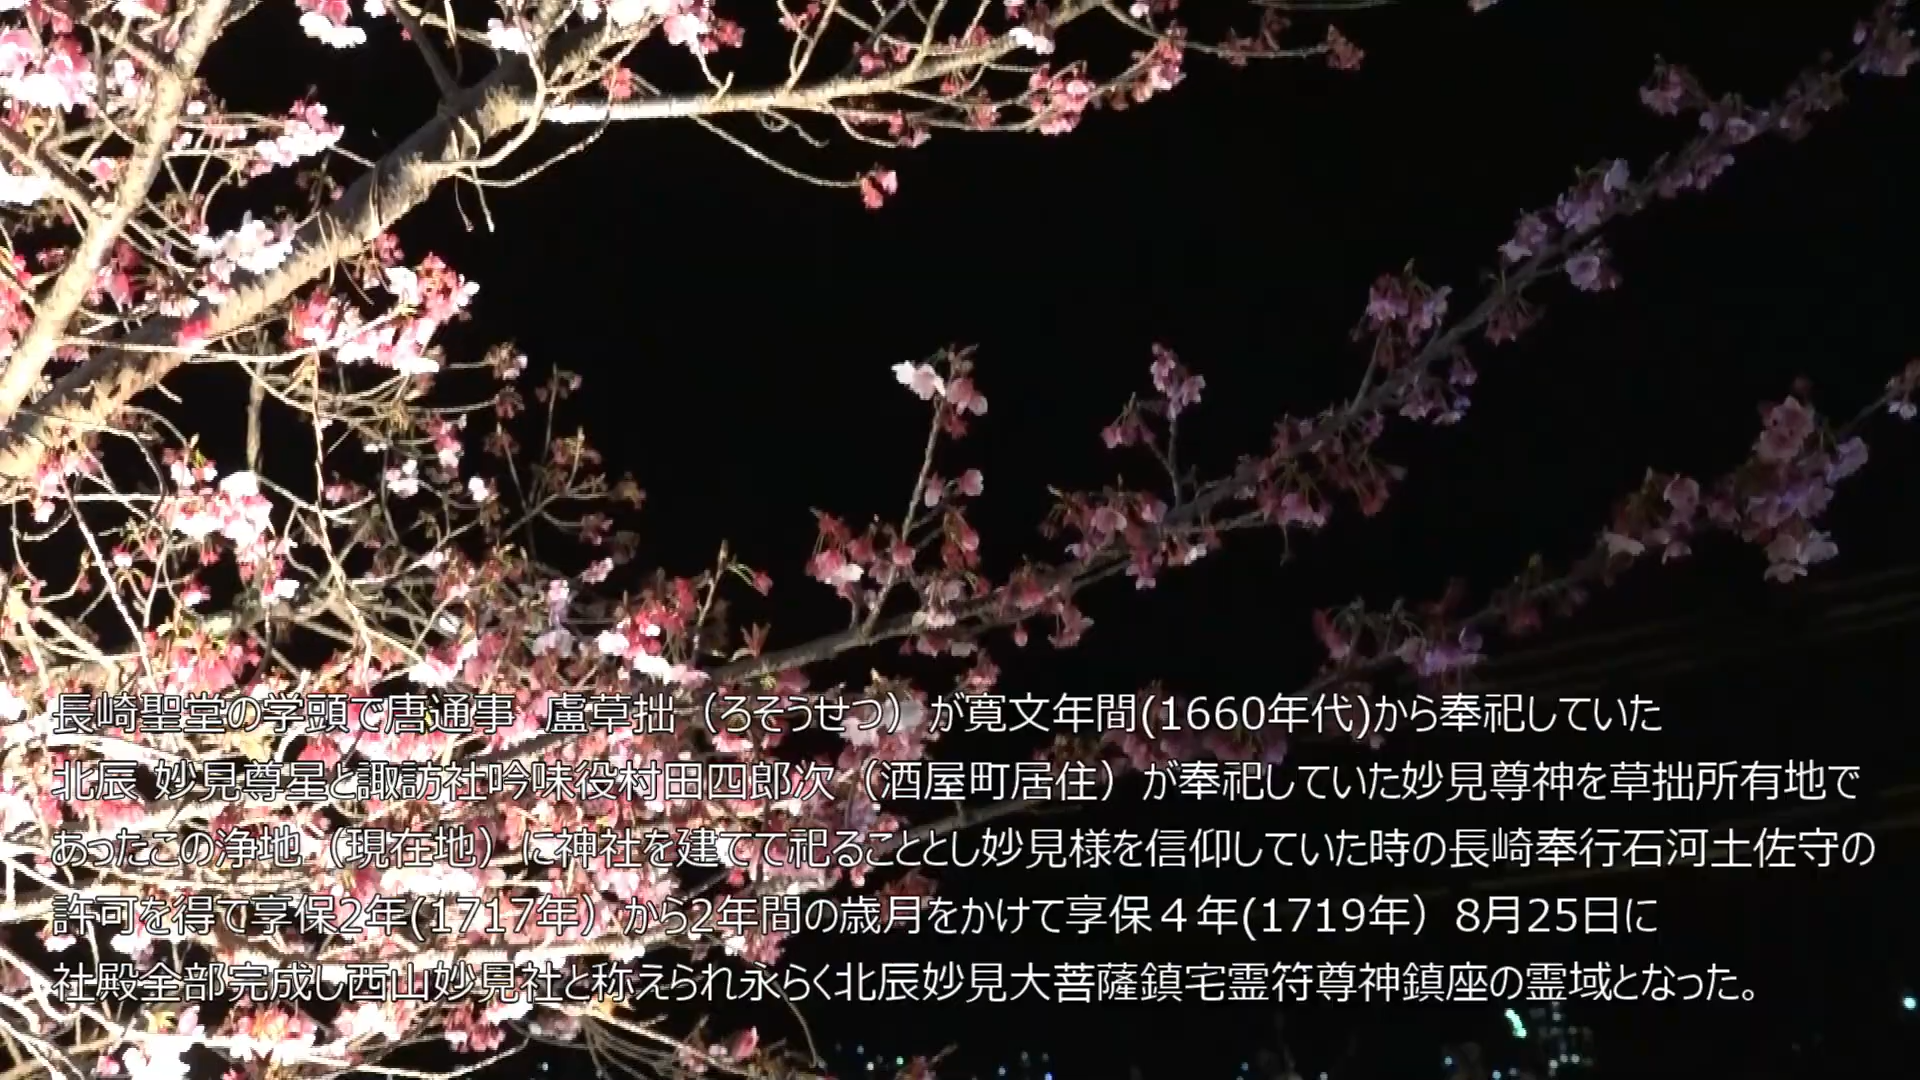 長崎聖堂の学頭で唐通事　盧草拙（ろそうせつ）が寛文年間(1660年代)から奉祀していた
北辰 妙見尊星と諏訪社吟味役村田四郎次（酒屋町居住）が奉祀していた妙見尊神を草拙所有地で
あったこの浄地（現在地）に神社を建てて祀ることとし妙見様を信仰していた時の長崎奉行石河土佐守の
許可を得て享保2年(1717年）から2年間の歳月をかけて享保４年(1719年）8月25日に
社殿全部完成し西山妙見社と称えられ永らく北辰妙見大菩薩鎮宅霊符尊神鎮座の霊域となった。